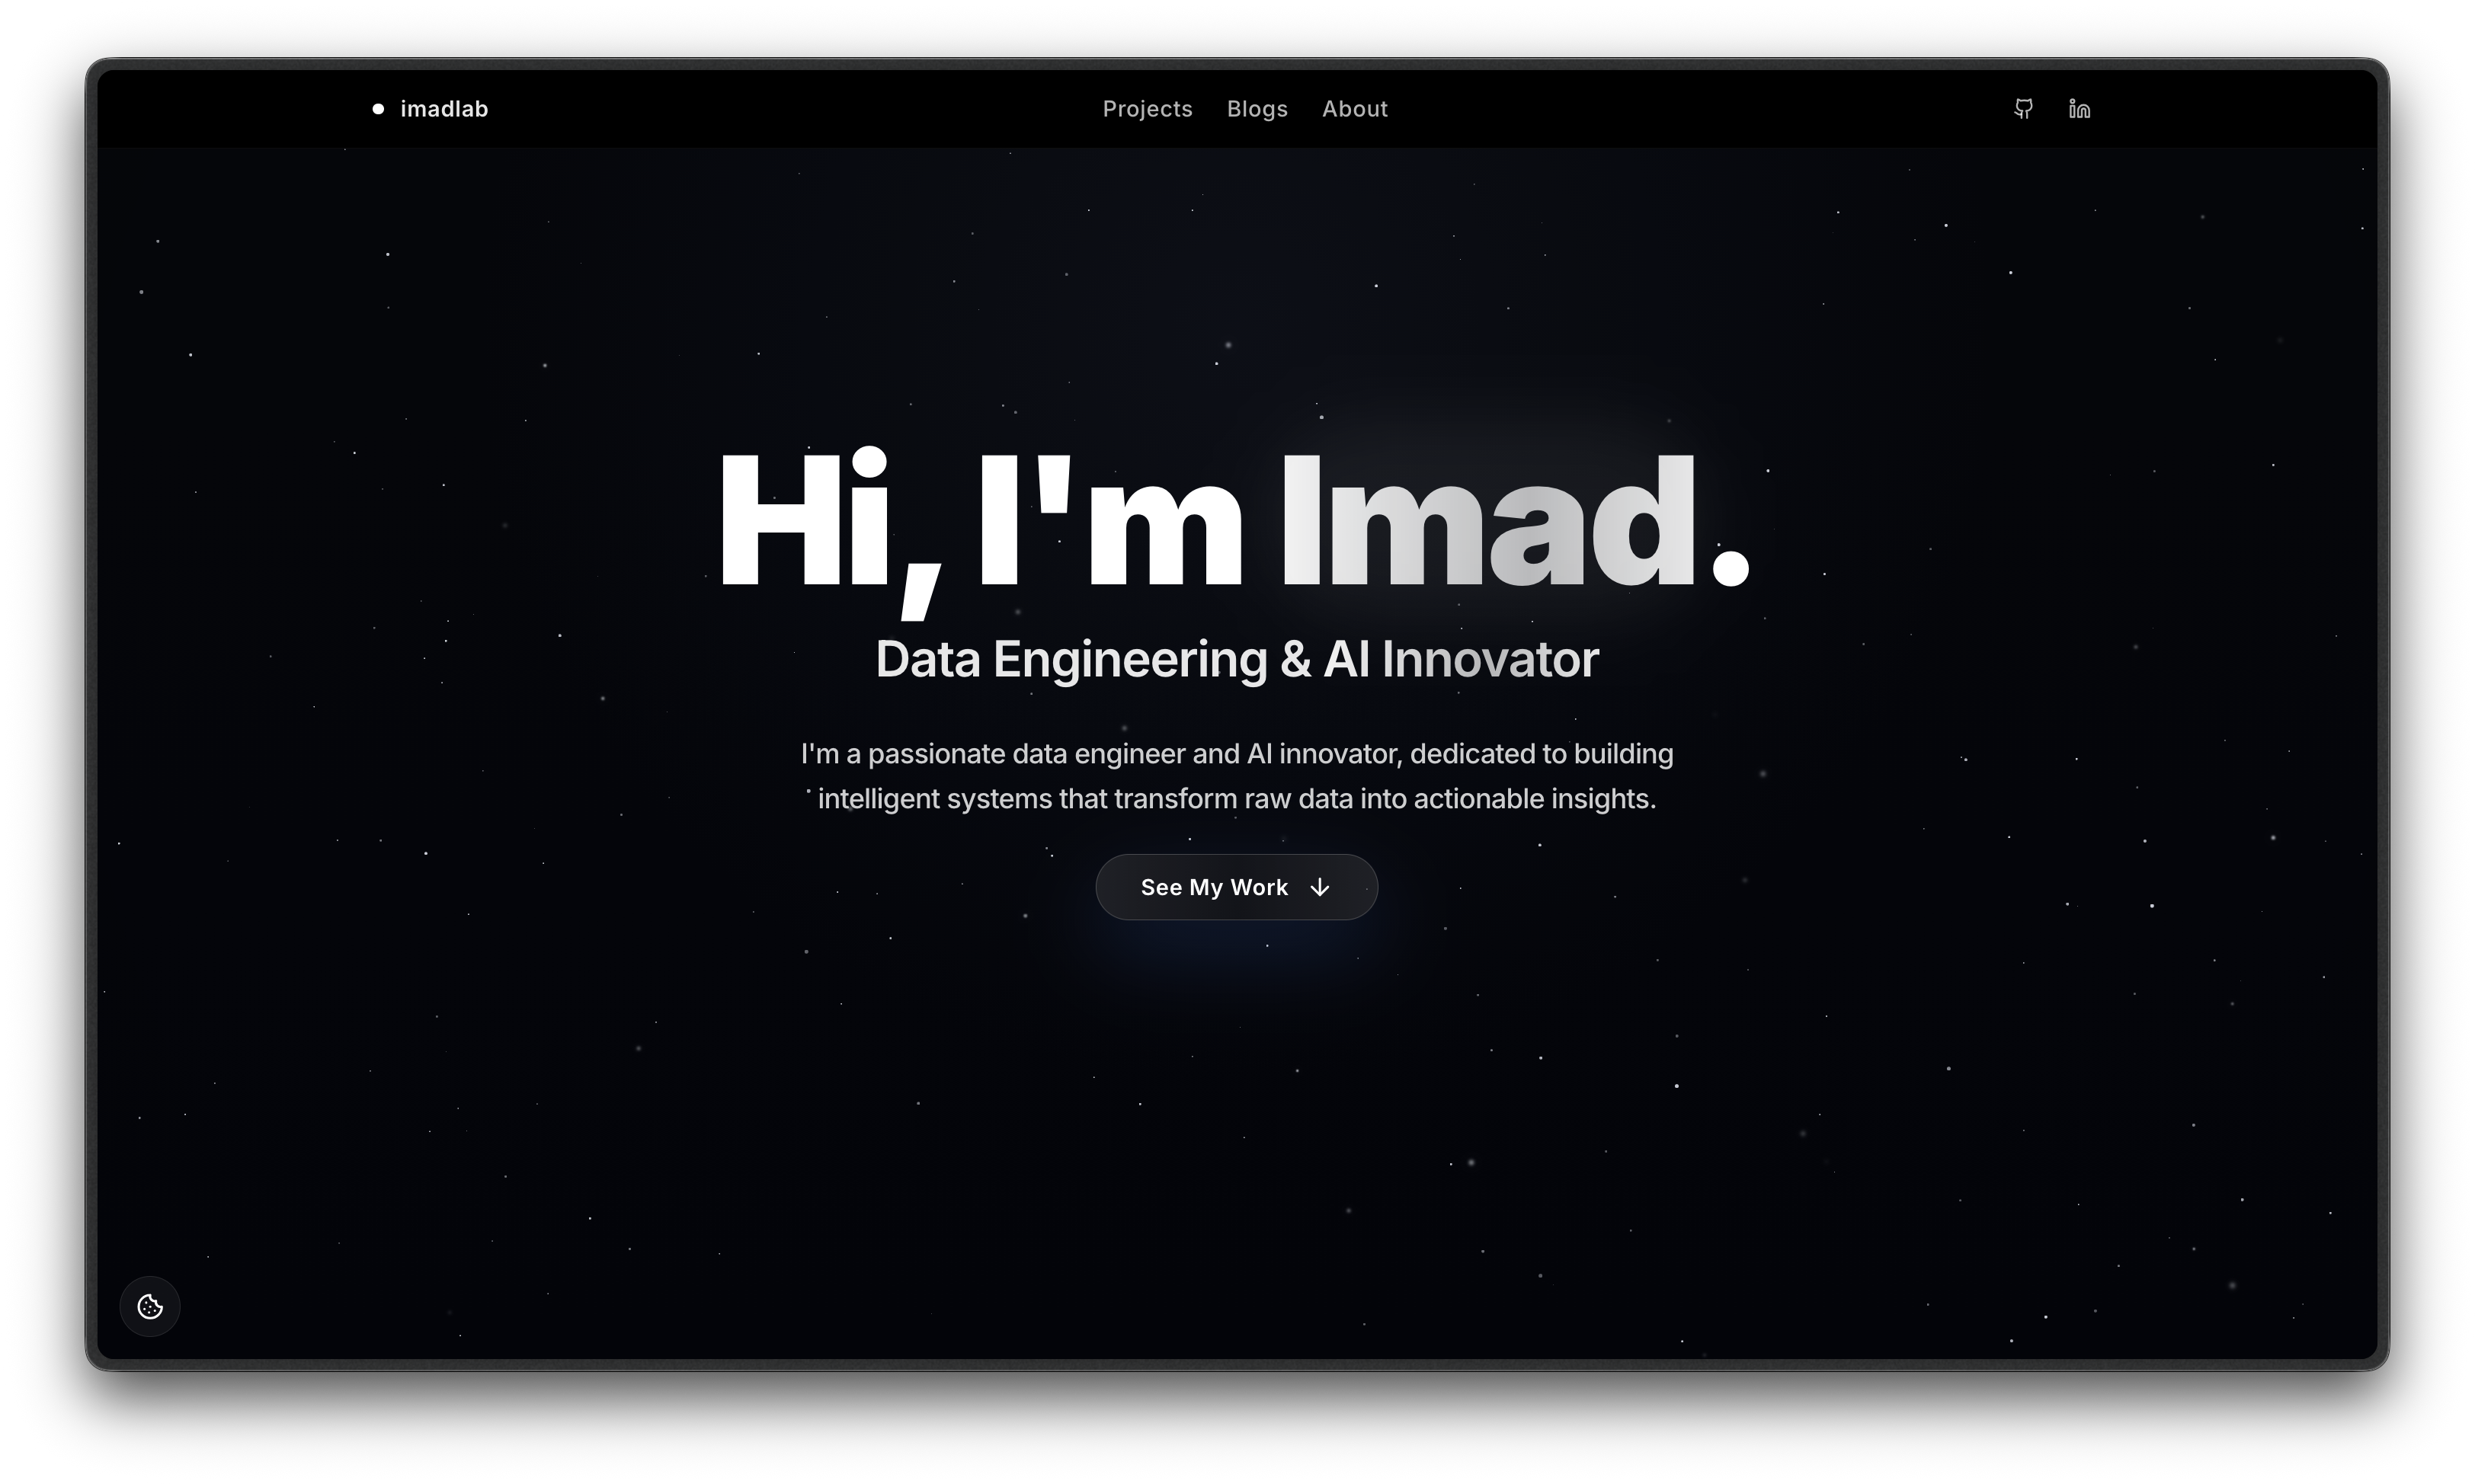 imadlab
Projects Blogs About
Hi, I'm Imad.
Data Engineering & AI Innovator
I'm a passionate data engineer and AI innovator, dedicated to building
intelligent systems that transform raw data into actionable insights.
See My Work